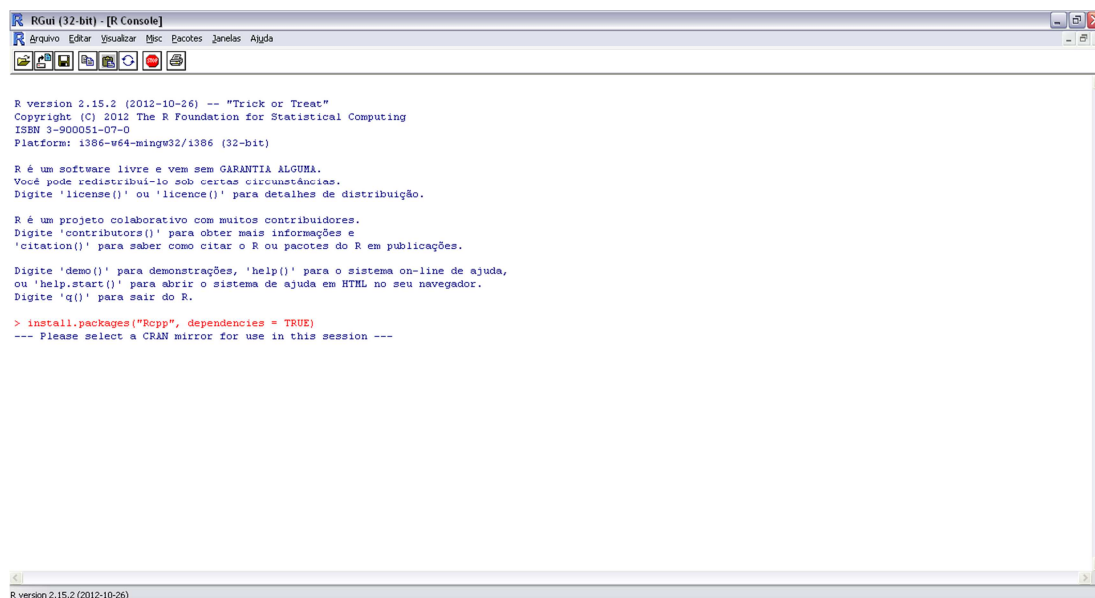 RGui (32-bit) - [R Console]
Arquivo Editar Visualizar Misc Pacotes Janelas Ajuda
STOP
R version 2.15.2 (2012-10-26) -- "Trick or Treat"
Copyright (C) 2012 The R Foundation for Statistical Computing
ISBN 3-900051-07-0
Platform: i386-w64-mingw32/i386 (32-bit)
R é um software livre e vem sem GARANTIA ALGUMA.
Você pode redistribuí-lo sob certas circunstâncias.
Digite 'license()' ou 'licence()' para detalhes de distribuição.
R é um projeto colaborativo com muitos contribuidores.
Digite 'contributors()' para obter mais informações e
'citation()' para saber como citar o R ou pacotes do R em publicações.
Digite 'demo()' para demonstrações, 'help()' para o sistema on-line de ajuda,
ou 'help.start()' para abrir o sistema de ajuda em HTML no seu navegador.
Digite 'q()' para sair do R.
> install.packages("Rcpp", dependencies = TRUE)
--- Please select a CRAN mirror for use in this session ---
R version 2.15.2 (2012-10-26)